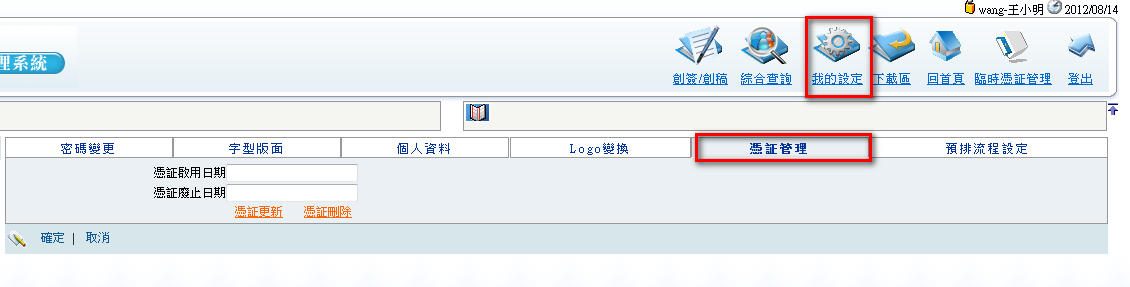 wang-王小明 2012/08/14
理系統
創簽/創稿 綜合查詢 我的設定 下載區 回首頁 臨時憑証管理 登出
密碼變更 字型版面 個人資料 Logo變換 憑証管理 預排流程設定
憑証啟用日期
憑証廢止日期
憑証更新 憑証刪除
確定 | 取消